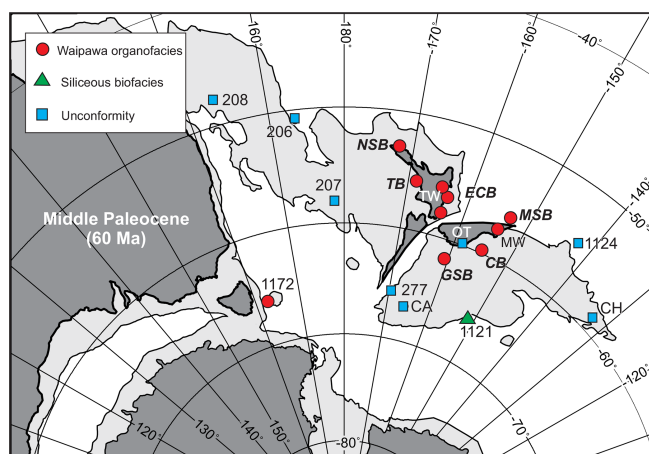 Waipawa organofacies
Siliceous biofacies
Unconformity
160°
180°
-170°
-160°
-150°
-40°
208
206
NSB
TB
TW
ECB
207
MSB
-140°
-50°
Middle Paleocene
(60 Ma)
OT
MW
1124
GSB
CB
1172
277
CA
CH
1121
-60°
-120°
120°
130°
140°
150°
160°
-70°
-80°